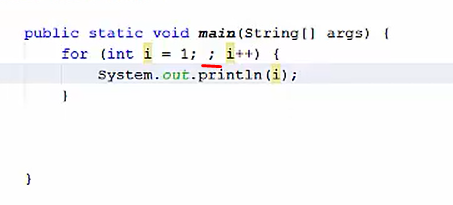 public static void main(String[] args) {
for (int i = 1; ; i++) {
System.out.println(i);
}
}